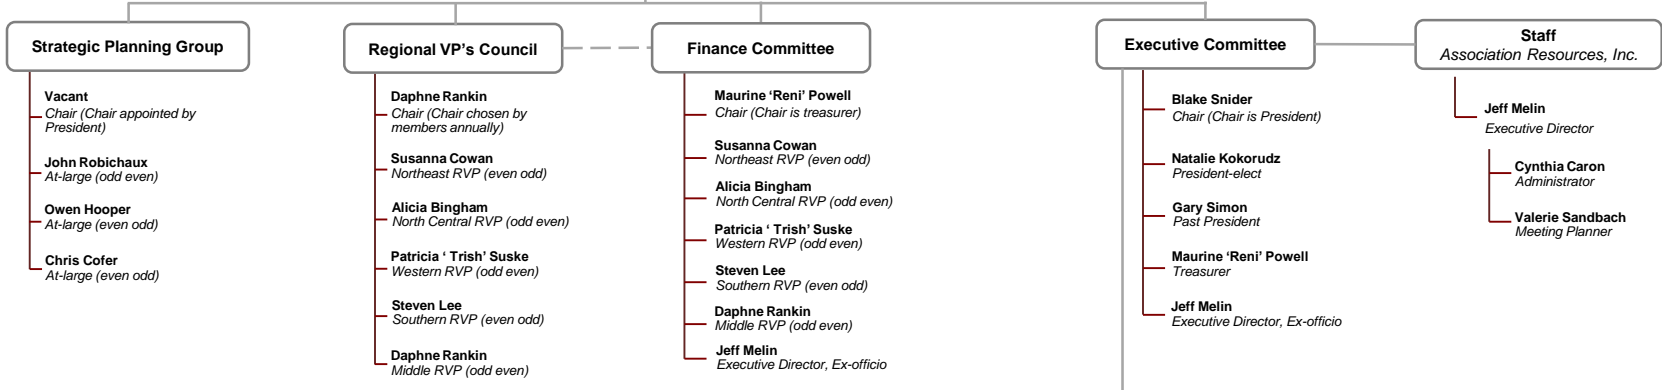 Strategic Planning Group
Vacant
Chair (Chair appointed by
President)
John Robichaux
At-large (odd even)
Owen Hooper
At-large (even odd)
Chris Cofer
At-large (even odd)
Regional VP's Council
Daphne Rankin
Chair (Chair chosen by
members annually)
Susanna Cowan
Northeast RVP (even odd)
Alicia Bingham
North Central RVP (odd even)
Patricia ‘ Trish’ Suske
Western RVP (odd even)
Steven Lee
Southern RVP (even odd)
Daphne Rankin
Middle RVP (odd even)
Finance Committee
Maurine ‘Reni’ Powell
Chair (Chair is treasurer)
Susanna Cowan
Northeast RVP (even odd)
Alicia Bingham
North Central RVP (odd even)
Patricia ‘ Trish’ Suske
Western RVP (odd even)
Steven Lee
Southern RVP (even odd)
Daphne Rankin
Middle RVP (odd even)
Jeff Melin
Executive Director, Ex-officio
Executive Committee
Blake Snider
Chair (Chair is President)
Natalie Kokorudz
President-elect
Gary Simon
Past President
Maurine ‘Reni’ Powell
Treasurer
Jeff Melin
Executive Director, Ex-officio
Staff
Association Resources, Inc.
Jeff Melin
Executive Director
Cynthia Caron
Administrator
Valerie Sandbach
Meeting Planner